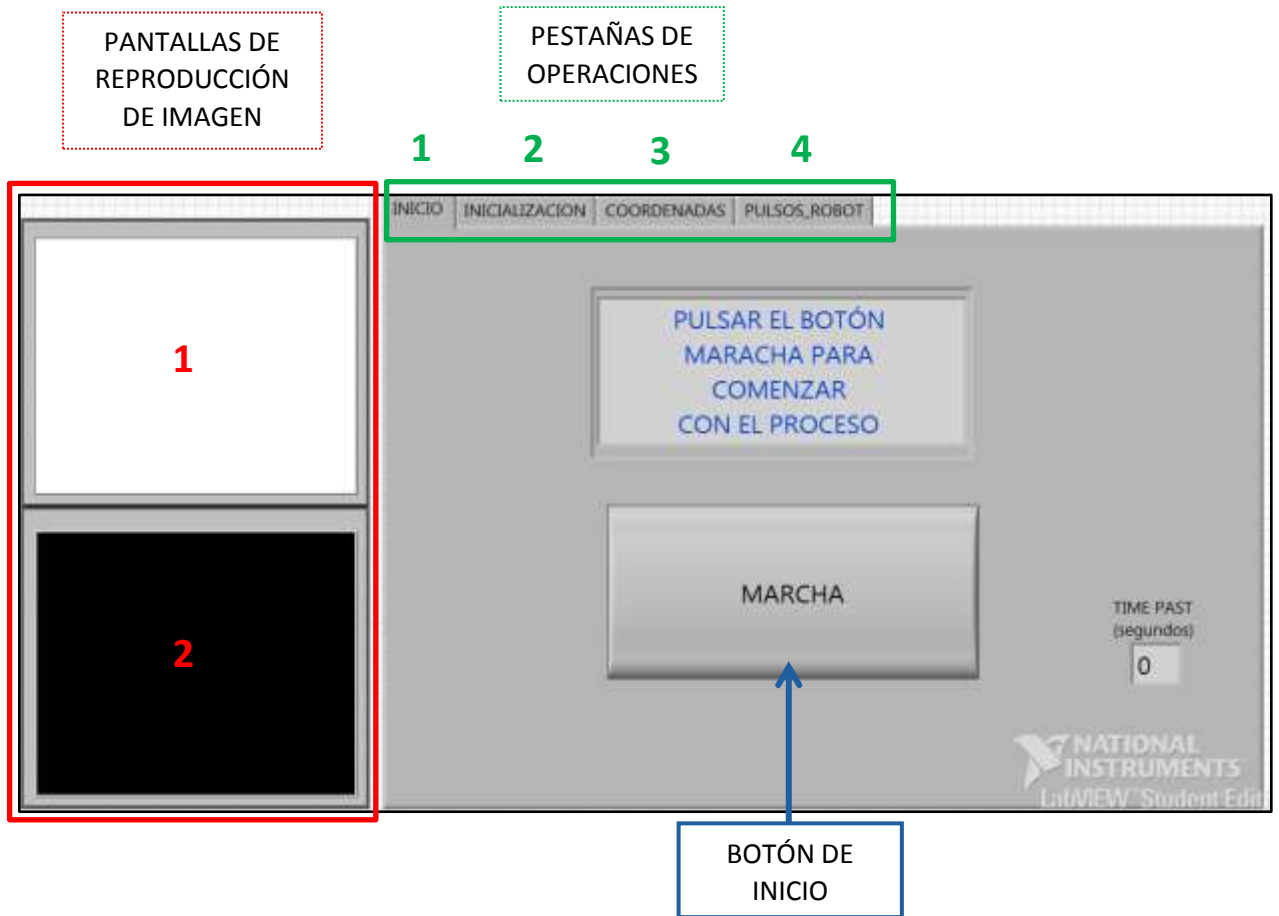 PANTALLAS DE
REPRODUCCIÓN
DE IMAGEN
PESTAÑAS DE
OPERACIONES
1 2 3 4
INICIO INICIALIZACION COORDENADAS PULSOS_ROBOT
1
PULSAR EL BOTÓN
MARACHA PARA
COMENZAR
CON EL PROCESO
2
MARCHA
TIME PAST
(segundos)
0
NATIONAL
INSTRUMENTS
LabVIEW™ Student Edit
BOTÓN DE
INICIO